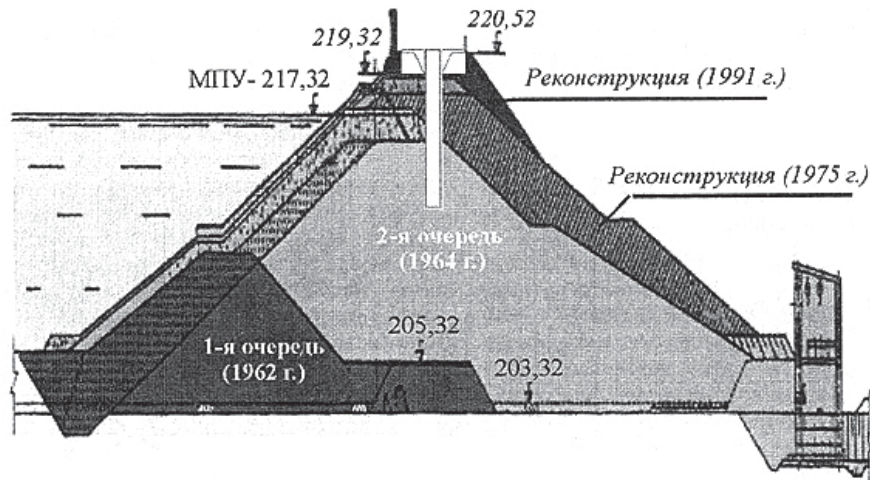 220,52
219,32
МПУ- 217,32
Реконструкция (1991 г.)
Реконструкция (1975 г.)
2-я очередь
(1964 г.)
205,32
1-я очередь
(1962 г.)
203,32